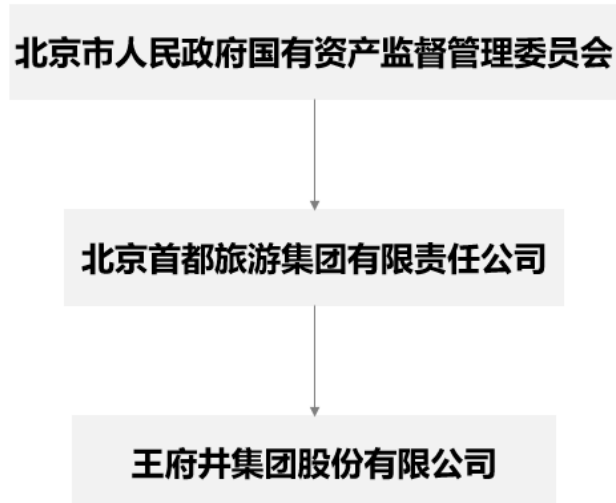 北京市人民政府国有资产监督管理委员会
北京首都旅游集团有限责任公司
王府井集团股份有限公司